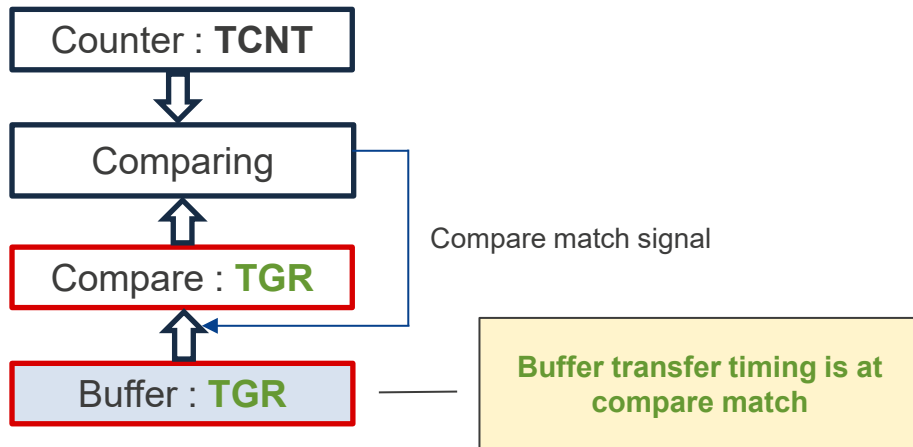 Counter : TCNT
Comparing
Compare match signal
Compare : TGR
Buffer : TGR
Buffer transfer timing is at
compare match